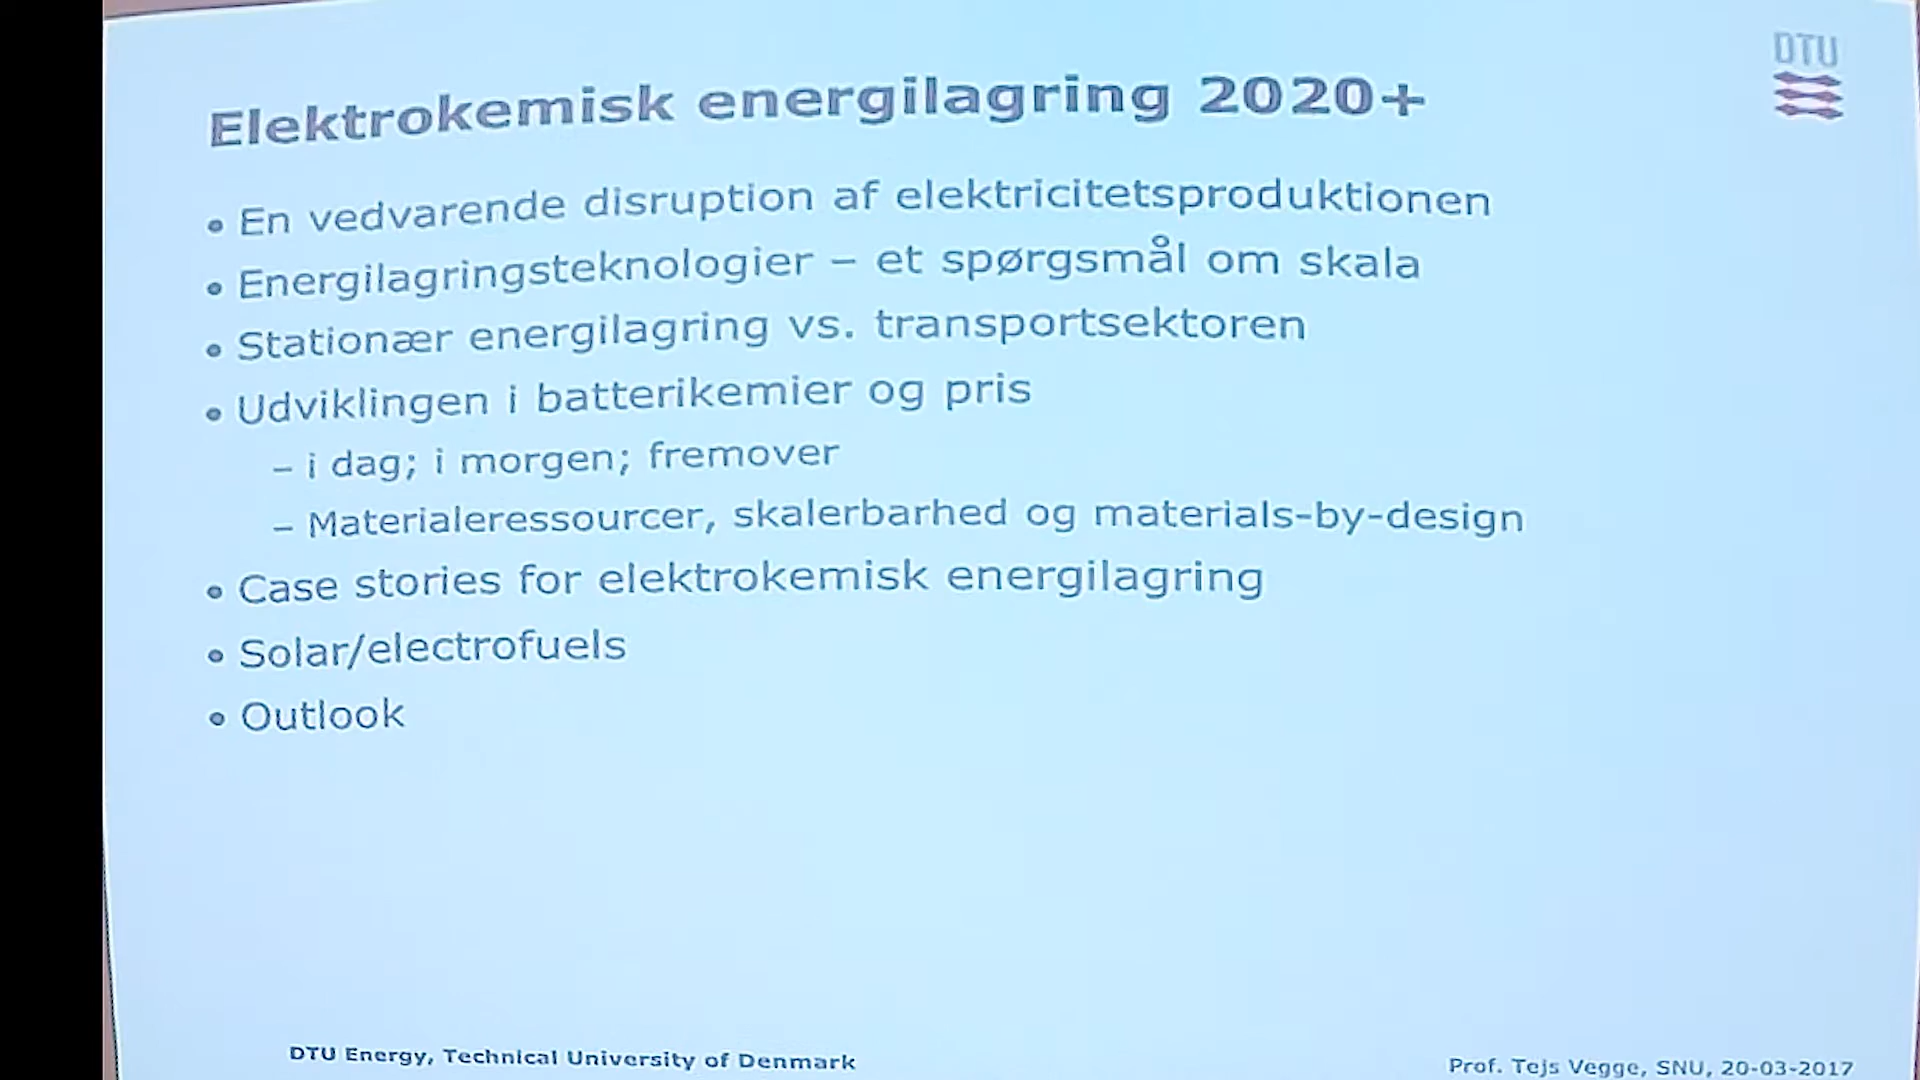 DTU
Elektrokemisk energilagring 2020+
• En vedvarende disruption af elektricitetsproduktionen
• Energilagringsteknologier – et spørgsmål om skala
• Stationær energilagring vs. transportsektoren
• Udviklingen i batterikemier og pris
– i dag; i morgen; fremover
– Materialeressourcer, skalerbarhed og materials-by-design
• Case stories for elektrokemisk energilagring
• Solar/electrofuels
• Outlook
DTU Energy, Technical University of Denmark
Prof. Tejs Vegge, SNU, 20-03-2017